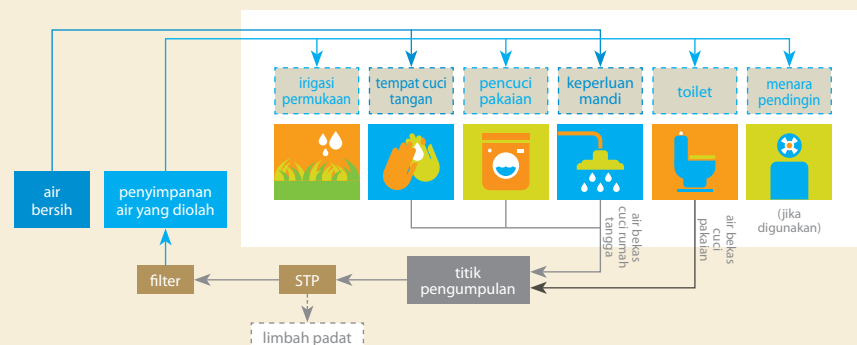 irigasi
permukaan
tempat cuci
tangan
pencuci
pakaian
keperluan
mandi
toilet
menara
pendingin
air
bersih
penyimpanan
air yang diolah
(jika
digunakan)
air bekas
cuci rumah
tangga
air bekas
cuci
pakaian
filter
STP
titik
pengumpulan
limbah padat